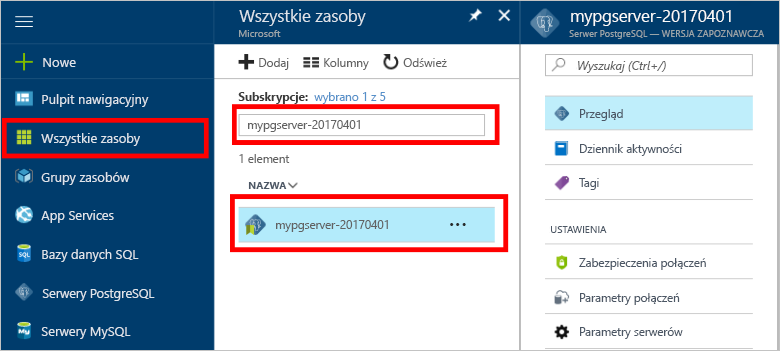 Nowe
Pulpit nawigacyjny
Wszystkie zasoby
Grupy zasobów
App Services
SQL
Bazy danych SQL
Serwery PostgreSQL
My
Serwery MySQL
Wszystkie zasoby
Microsoft
Dodaj
Kolumny
Odśwież
Subskrypcje: wybrano 1 z 5
mypgserver-20170401
1 element
NAZWA
mypgserver-20170401
mypgserver-20170401
Serwer PostgreSQL — WERSJA ZAPOZNAWCZA
Wyszukaj (Ctrl+/)
Przegląd
Dziennik aktywności
Tagi
USTAWIENIA
Zabezpieczenia połączeń
Parametry połączeń
Parametry serwerów